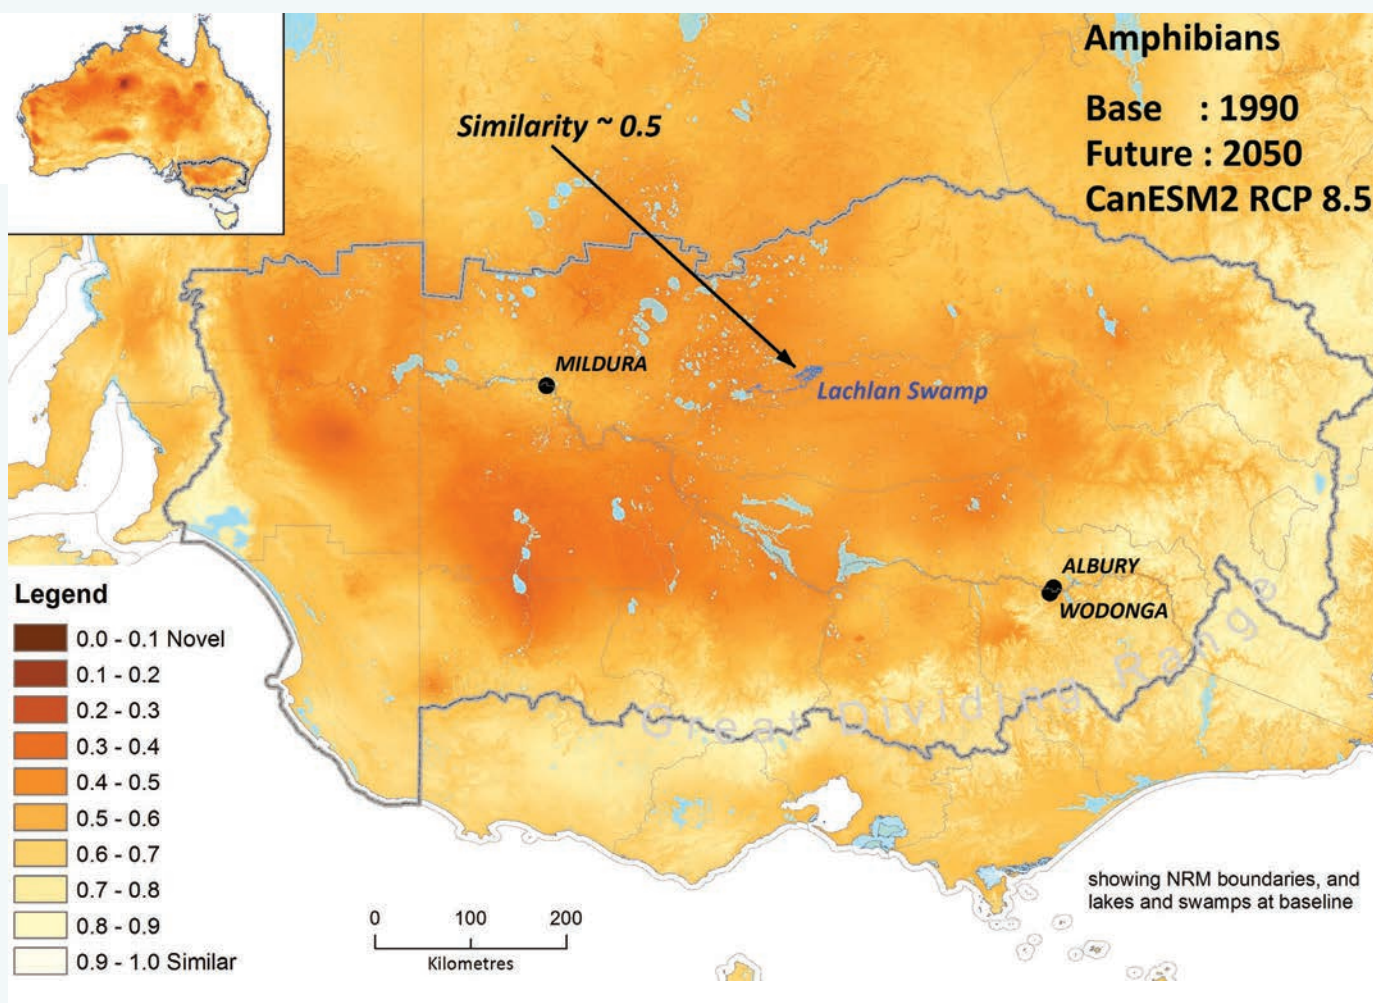 Amphibians
Base : 1990
Future : 2050
CanESM2 RCP 8.5
Similarity ~ 0.5
MILDURA
Lachlan Swamp
ALBURY
WODONGA
Great Dividing Range
Legend
0.0 - 0.1 Novel
0.1 - 0.2
0.2 - 0.3
0.3 - 0.4
0.4 - 0.5
0.5 - 0.6
0.6 - 0.7
0.7 - 0.8
0.8 - 0.9
0.9 - 1.0 Similar
0 100 200
Kilometres
showing NRM boundaries, and
lakes and swamps at baseline